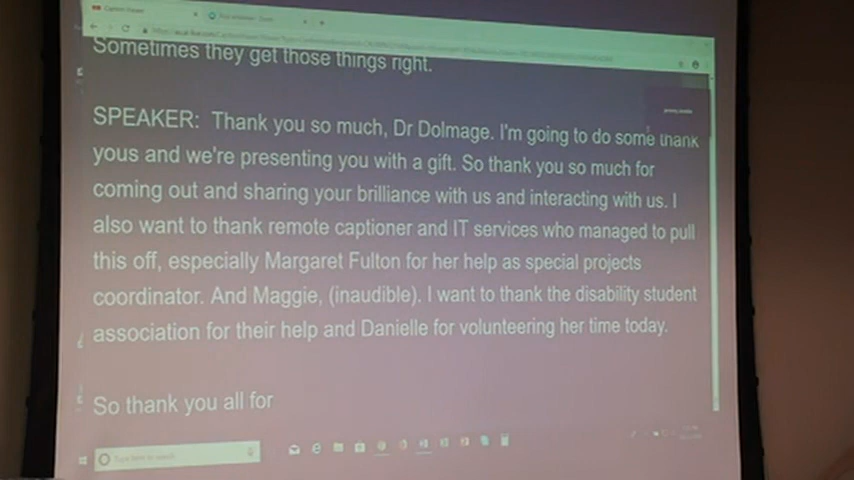 Sometimes they get those things right.
SPEAKER: Thank you so much, Dr Dolmage. I'm going to do some thank
yous and we're presenting you with a gift. So thank you so much for
coming out and sharing your brilliance with us and interacting with us. I
also want to thank remote captioner and IT services who managed to pull
this off, especially Margaret Fulton for her help as special projects
coordinator. And Maggie, (inaudible). I want to thank the disability student
association for their help and Danielle for volunteering her time today.
So thank you all for
Type here to search